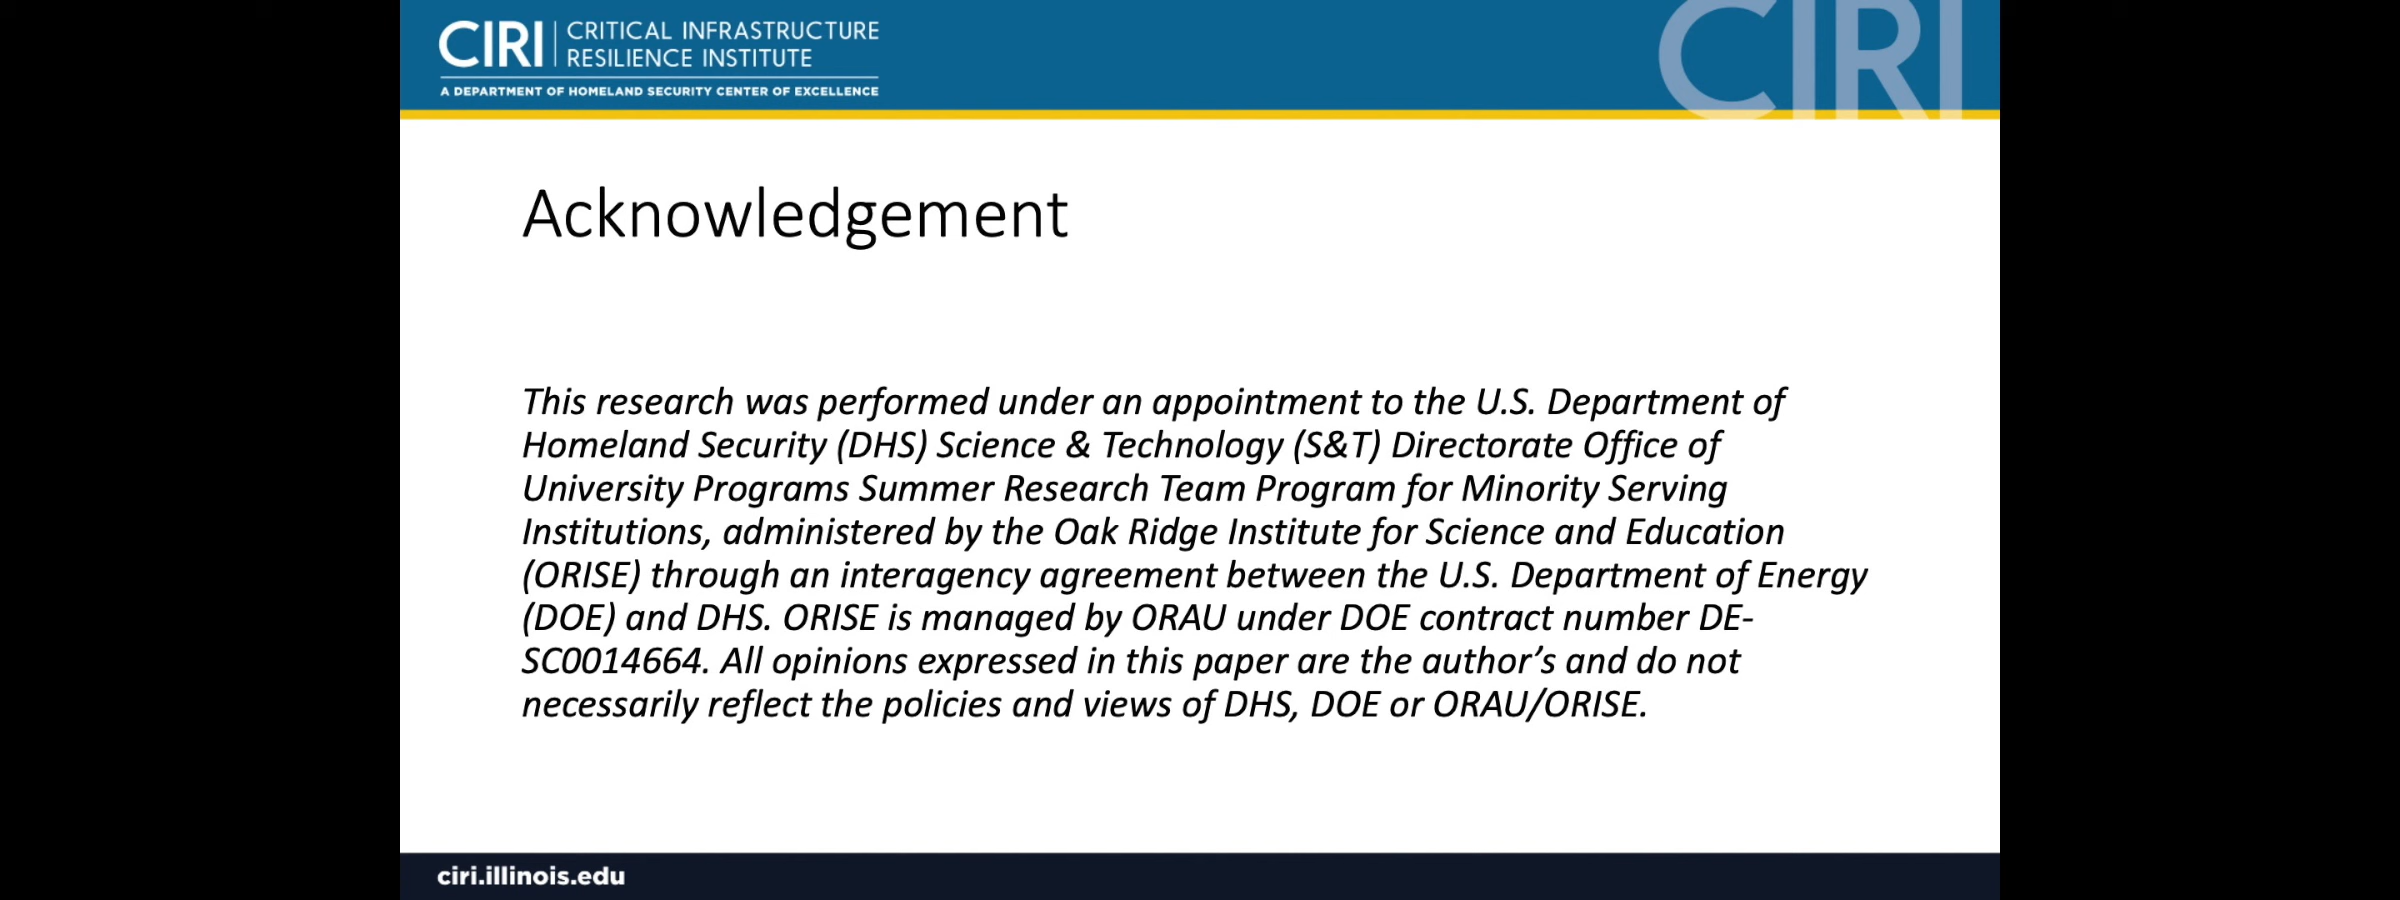 CIRI
CRITICAL INFRASTRUCTURE
RESILIENCE INSTITUTE
A DEPARTMENT OF HOMELAND SECURITY CENTER OF EXCELLENCE
CIRI
Acknowledgement
This research was performed under an appointment to the U.S. Department of
Homeland Security (DHS) Science & Technology (S&T) Directorate Office of
University Programs Summer Research Team Program for Minority Serving
Institutions, administered by the Oak Ridge Institute for Science and Education
(ORISE) through an interagency agreement between the U.S. Department of Energy
(DOE) and DHS. ORISE is managed by ORAU under DOE contract number DE-
SC0014664. All opinions expressed in this paper are the author’s and do not
necessarily reflect the policies and views of DHS, DOE or ORAU/ORISE.
ciri.illinois.edu